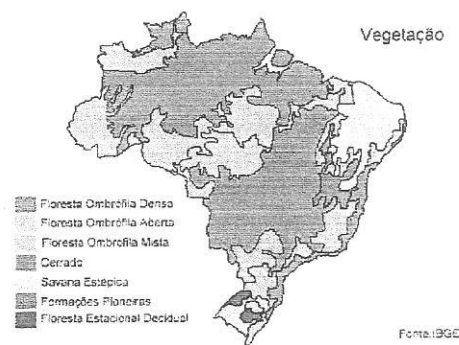 Vegetação
Floresta Ombrófila Densa
Floresta Ombrófila Aberta
Floresta Ombrófila Mista
Cerrado
Savana Estépica
Formações Pioneiras
Floresta Estacional Decidual
Fonte:IBGE